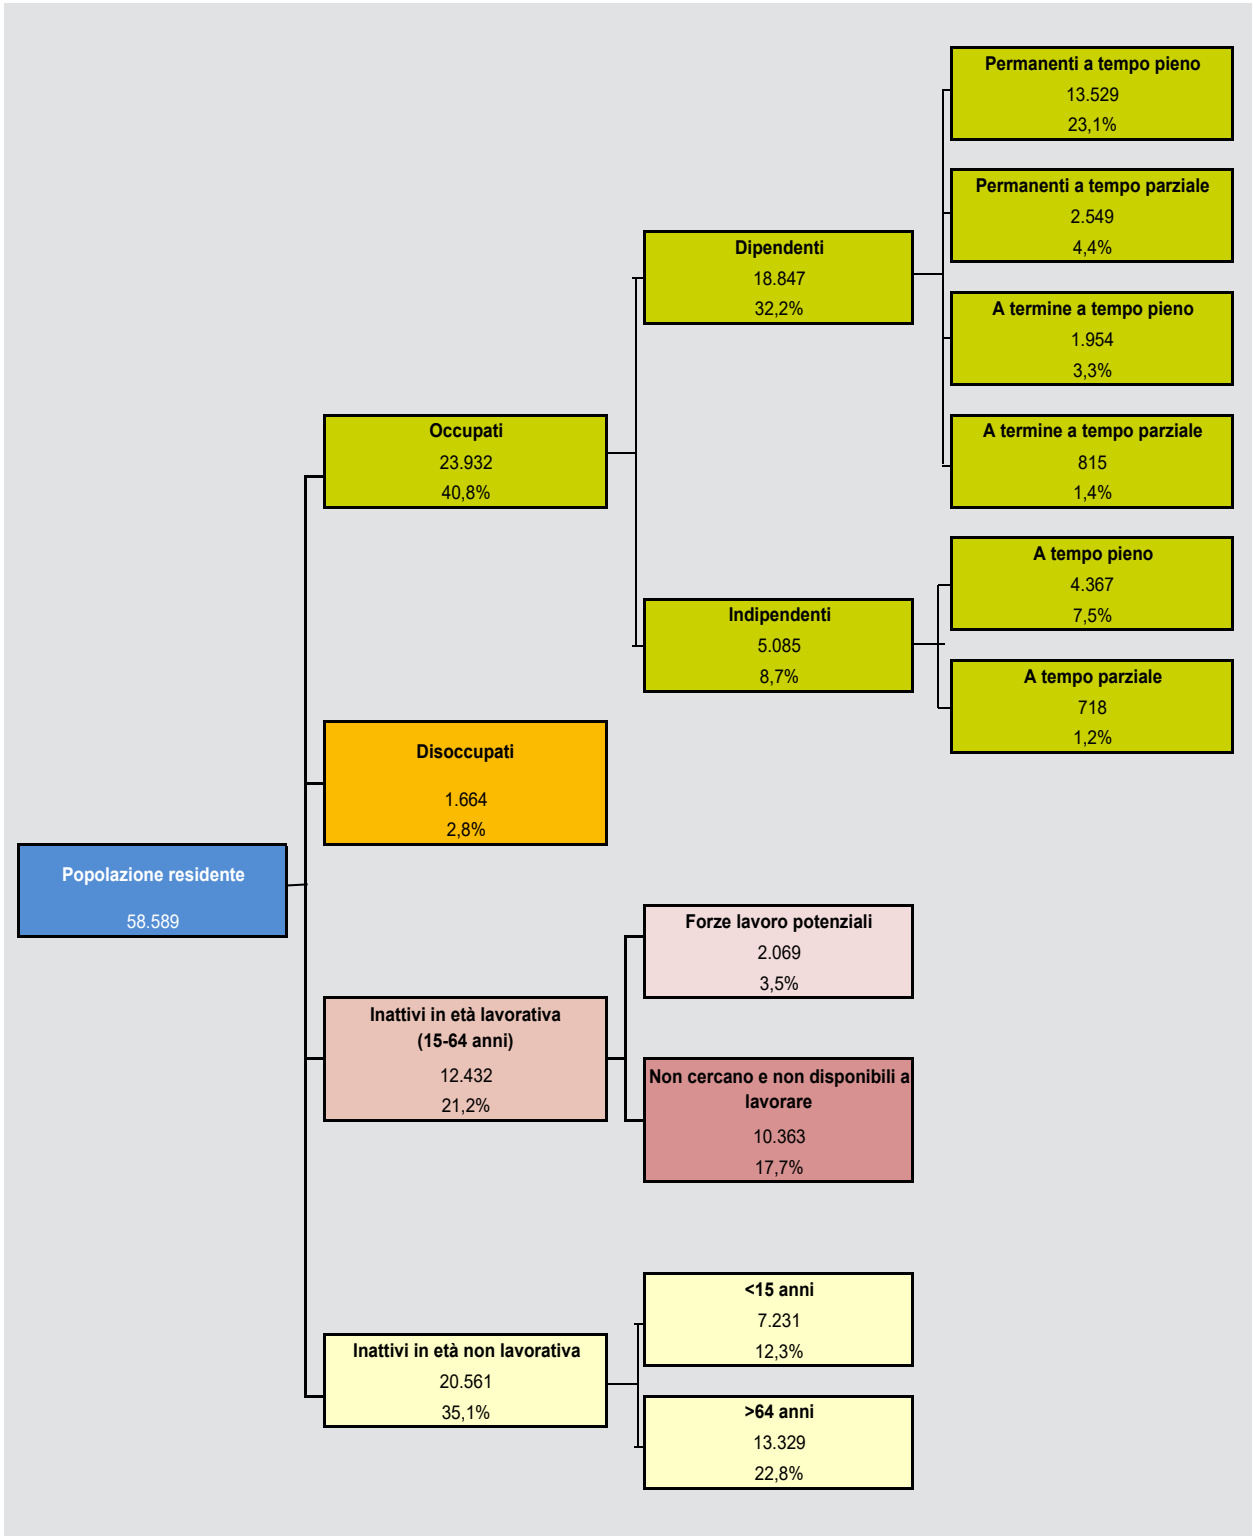 Popolazione residente
58.589
Occupati
23.932
40,8%
Dipendenti
18.847
32,2%
Permanenti a tempo pieno
13.529
23,1%
Permanenti a tempo parziale
2.549
4,4%
A termine a tempo pieno
1.954
3,3%
A termine a tempo parziale
815
1,4%
Indipendenti
5.085
8,7%
A tempo pieno
4.367
7,5%
A tempo parziale
718
1,2%
Disoccupati
1.664
2,8%
Inattivi in età lavorativa
(15-64 anni)
12.432
21,2%
Forze lavoro potenziali
2.069
3,5%
Non cercano e non disponibili a
lavorare
10.363
17,7%
Inattivi in età non lavorativa
20.561
35,1%
<15 anni
7.231
12,3%
>64 anni
13.329
22,8%